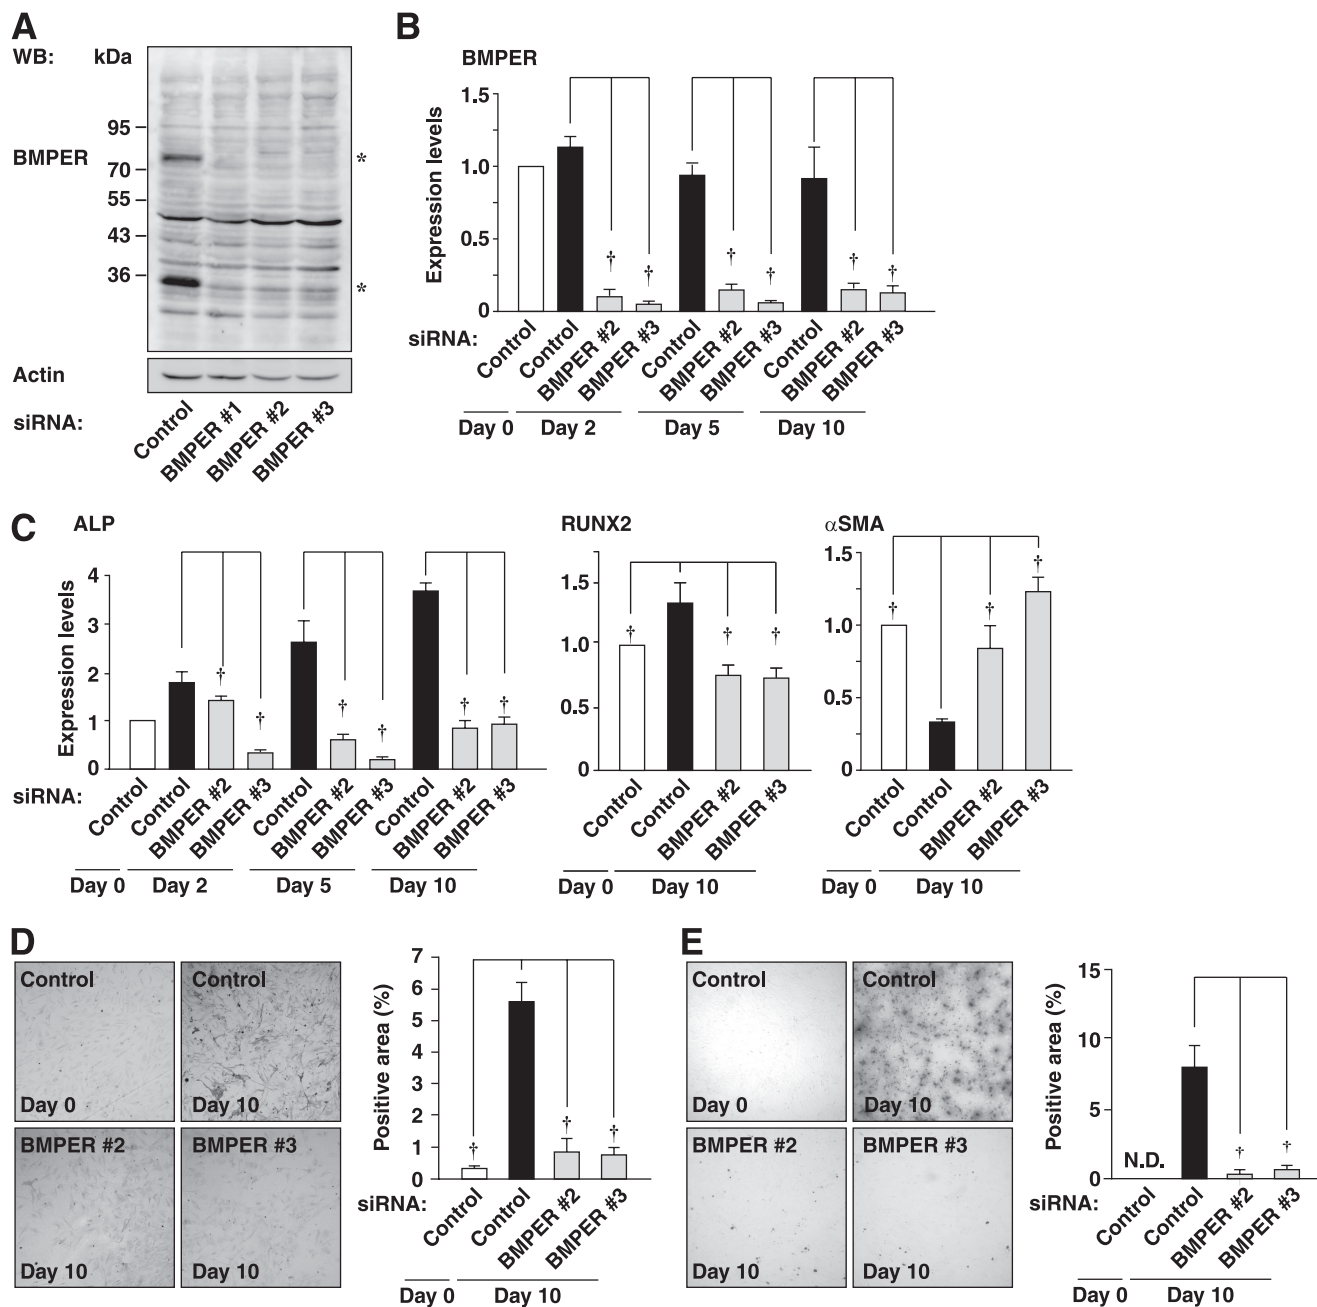 A
WB: kDa
95
BMPER
70
55
43
36
*
*
Actin
siRNA:
Control
BMPER #1
BMPER #2
BMPER #3
B
BMPER
Expression levels
1.5
1.0
0.5
0
† † † † † †
siRNA:
Control
Control
BMPER #2
BMPER #3
Control
BMPER #2
BMPER #3
Control
BMPER #2
BMPER #3
Day 0 Day 2 Day 5 Day 10
C
ALP
Expression levels
4
3
2
1
0
† † † † † †
siRNA:
Control
Control
BMPER #2
BMPER #3
Control
BMPER #2
BMPER #3
Control
BMPER #2
BMPER #3
Day 0 Day 2 Day 5 Day 10
RUNX2
1.5
1.0
0.5
0
† † †
Control
Control
BMPER #2
BMPER #3
Day 0 Day 10
αSMA
1.5
1.0
0.5
0
† † †
Control
Control
BMPER #2
BMPER #3
Day 0 Day 10
D
Control
Day 0
Control
Day 10
BMPER #2
Day 10
BMPER #3
Day 10
Positive area (%)
7
6
5
4
3
2
1
0
† † †
siRNA:
Control
Control
BMPER #2
BMPER #3
Day 0 Day 10
E
Control
Day 0
Control
Day 10
BMPER #2
Day 10
BMPER #3
Day 10
Positive area (%)
15
10
5
0
N.D.
† †
siRNA:
Control
Control
BMPER #2
BMPER #3
Day 0 Day 10